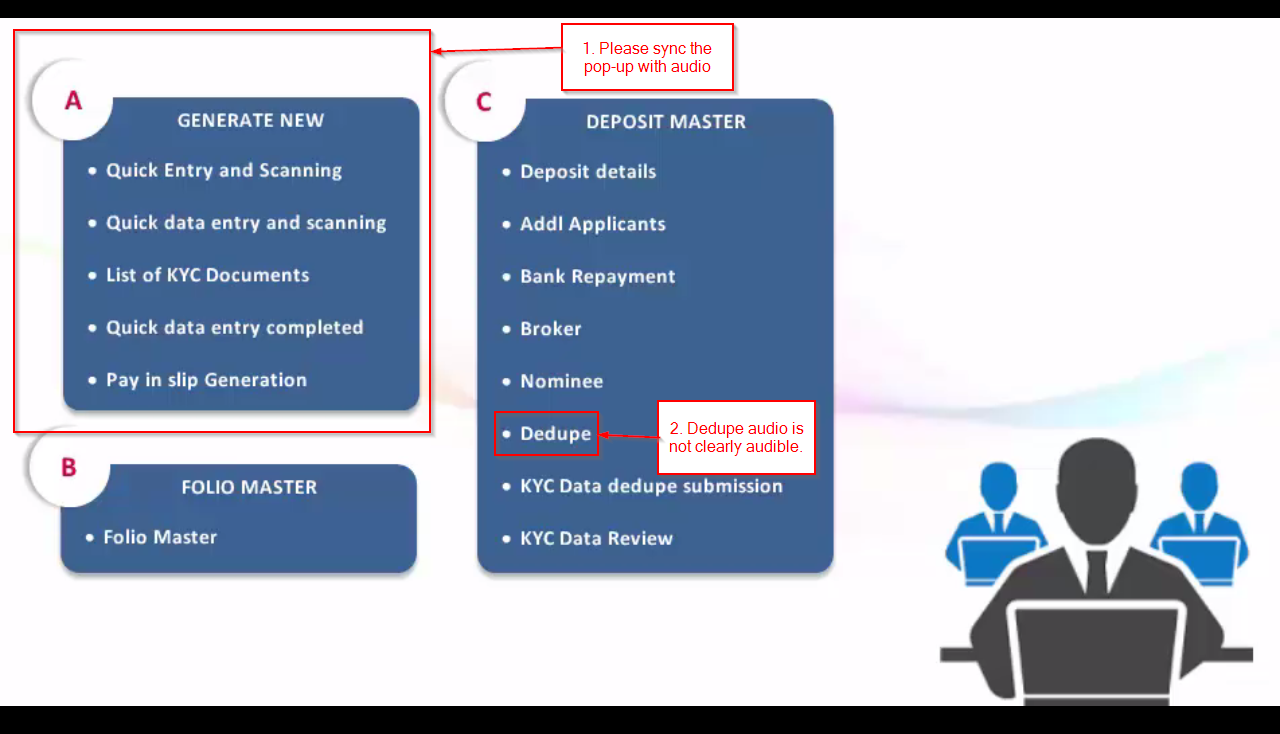 1. Please sync the
pop-up with audio
A
GENERATE NEW
• Quick Entry and Scanning
• Quick data entry and scanning
• List of KYC Documents
• Quick data entry completed
• Pay in slip Generation
B
FOLIO MASTER
• Folio Master
C
DEPOSIT MASTER
• Deposit details
• Addl Applicants
• Bank Repayment
• Broker
• Nominee
• Dedupe
2. Dedupe audio is
not clearly audible.
• KYC Data dedupe submission
• KYC Data Review